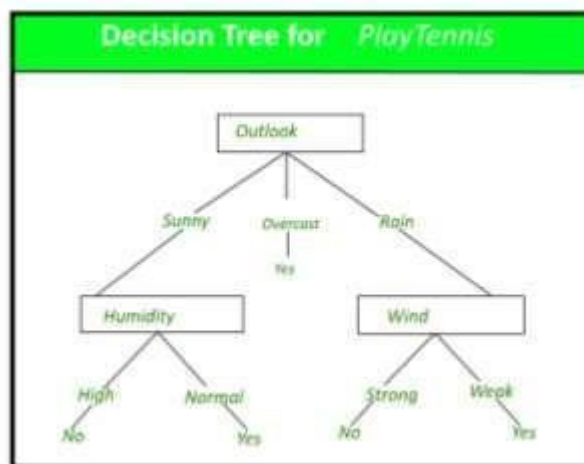 Decision Tree for PlayTennis
Outlook
Sunny Overcast Rain
Yes
Humidity Wind
High Normal Strong Weak
No Yes No Yes